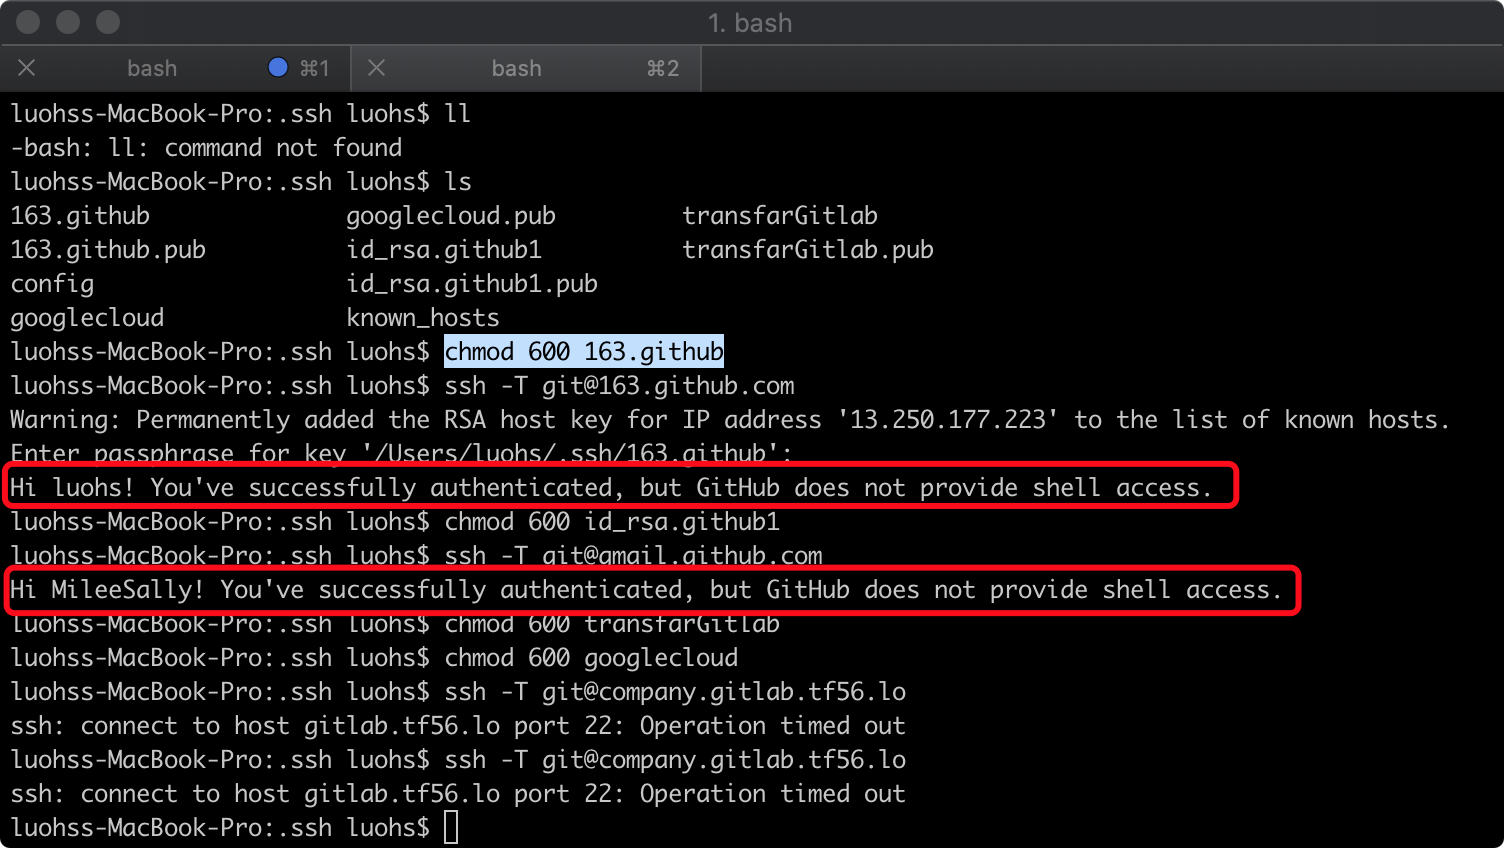 1. bash
bash ⌘1 bash ⌘2
luohss-MacBook-Pro:.ssh luohs$ ll
-bash: ll: command not found
luohss-MacBook-Pro:.ssh luohs$ ls
163.github googlecloud.pub transfarGitlab
163.github.pub id_rsa.github1 transfarGitlab.pub
config id_rsa.github1.pub
googlecloud known_hosts
luohss-MacBook-Pro:.ssh luohs$ chmod 600 163.github
luohss-MacBook-Pro:.ssh luohs$ ssh -T git@163.github.com
Warning: Permanently added the RSA host key for IP address '13.250.177.223' to the list of known hosts.
Enter passphrase for key '/Users/luohs/.ssh/163.github':
Hi luohs! You've successfully authenticated, but GitHub does not provide shell access.
luohss-MacBook-Pro:.ssh luohs$ chmod 600 id_rsa.github1
luohss-MacBook-Pro:.ssh luohs$ ssh -T git@gmail.github.com
Hi MileeSally! You've successfully authenticated, but GitHub does not provide shell access.
luohss-MacBook-Pro:.ssh luohs$ chmod 600 transfarGitlab
luohss-MacBook-Pro:.ssh luohs$ chmod 600 googlecloud
luohss-MacBook-Pro:.ssh luohs$ ssh -T git@company.gitlab.tf56.lo
ssh: connect to host gitlab.tf56.lo port 22: Operation timed out
luohss-MacBook-Pro:.ssh luohs$ ssh -T git@company.gitlab.tf56.lo
ssh: connect to host gitlab.tf56.lo port 22: Operation timed out
luohss-MacBook-Pro:.ssh luohs$